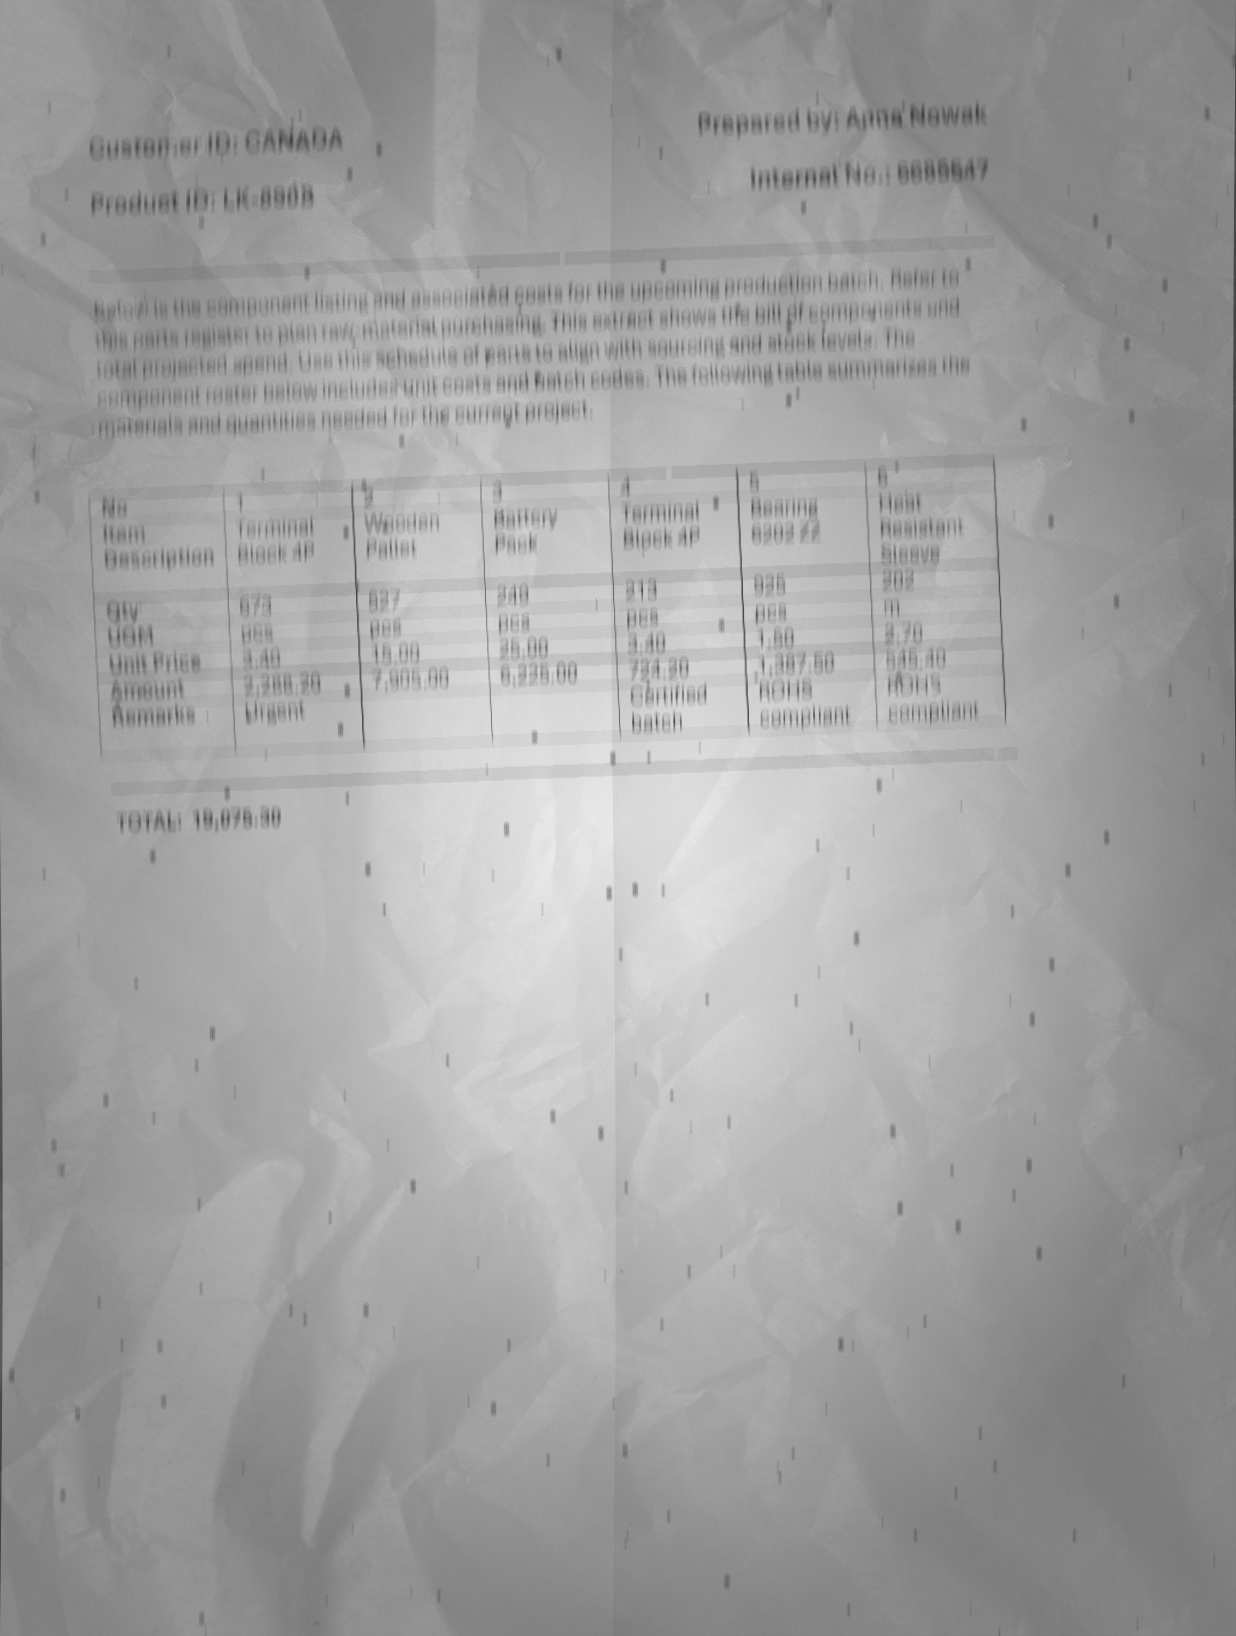 Customer ID: CANADA
Prepared by: Anna Nowak
Product ID:
Internal No.:
Below is the component listing and associated costs for the upcoming production batch. Refer to
this parts register to plan raw material purchasing. This extract shows the bill of components and
total projected spend. Use this schedule of parts to align with sourcing and stock levels. The
component roster below includes unit costs and batch codes. The following table summarizes the
materials and quantities needed for the current project.
No 1 2 3 4 5 6
Item Terminal Wooden Battery Terminal Bearing Heat
Description Block 4P Pallet Pack Block 4P 6202 ZZ Resistant
Sleeve
Qty 673 527 249 213 925 202
UOM pcs pcs pcs pcs pcs m
Unit Price 3.40 15.00 25.00 3.40 1.50 2.70
Amount 2,288.20 7,905.00 6,225.00 724.20 1,387.50 545.40
Remarks Urgent Certified ROHS ROHS
batch compliant compliant
TOTAL: 19,075.30